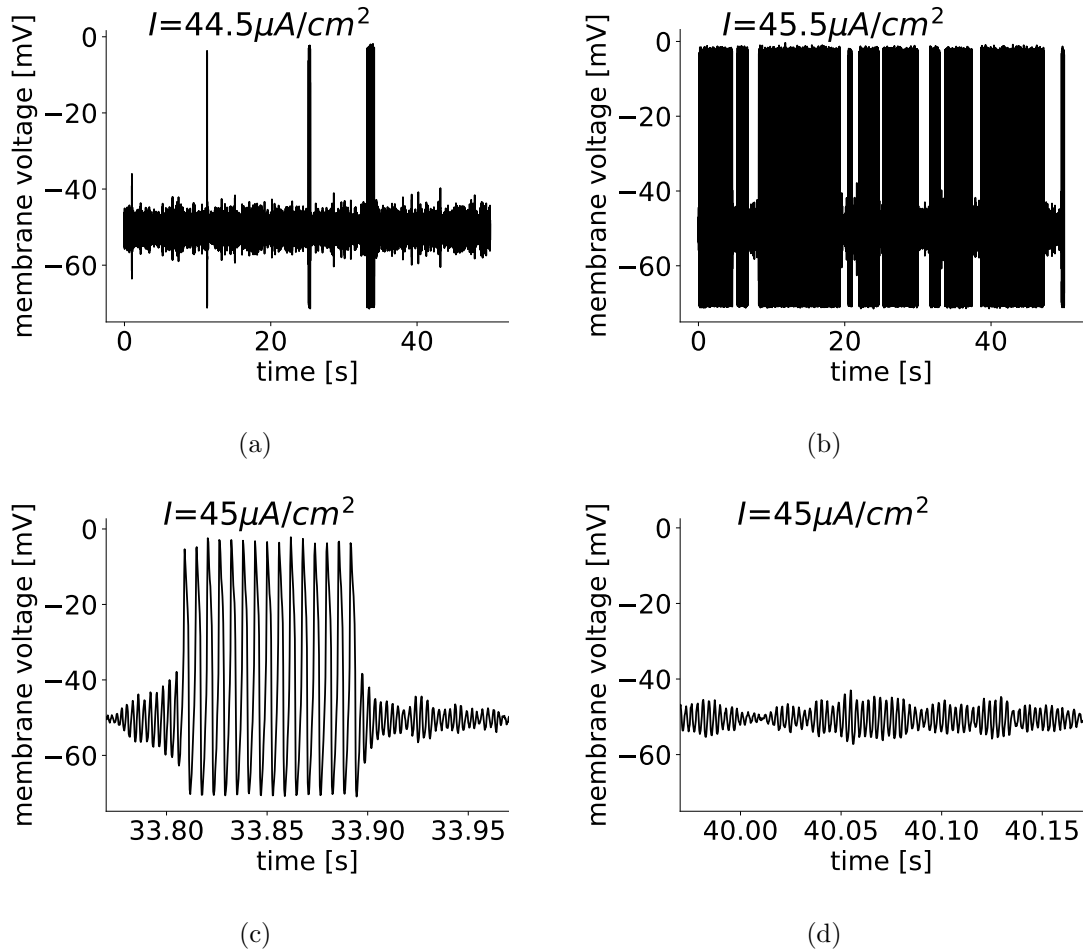 I=44.5μA/cm²
membrane voltage [mV]
0
−20
−40
−60
0
20
40
time [s]
(a)
I=45.5μA/cm²
membrane voltage [mV]
0
−20
−40
−60
0
20
40
time [s]
(b)
I=45μA/cm²
membrane voltage [mV]
0
−20
−40
−60
33.80
33.85
33.90
33.95
time [s]
(c)
I=45μA/cm²
membrane voltage [mV]
0
−20
−40
−60
40.00
40.05
40.10
40.15
time [s]
(d)